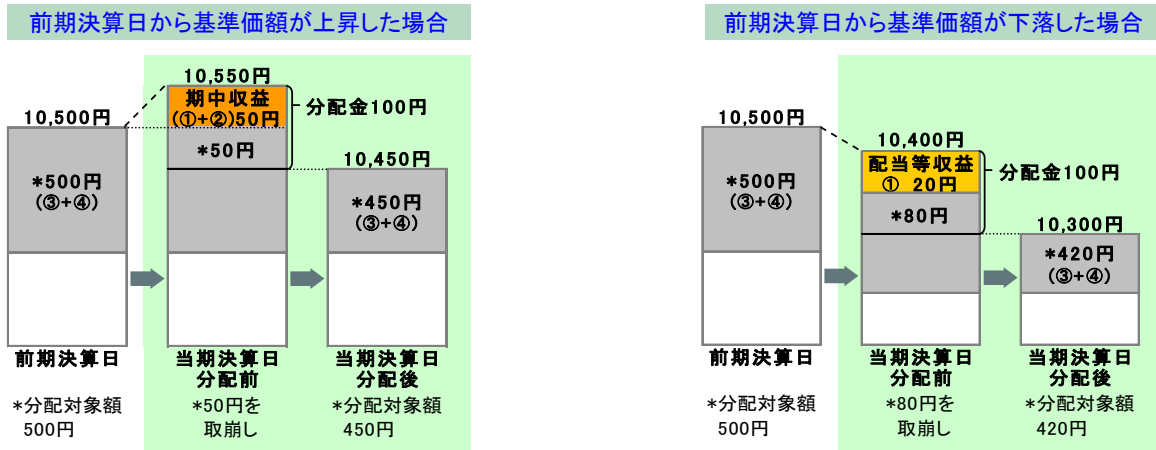 前期決算日から基準価額が上昇した場合
10,550円
10,500円
期中収益
(①+②)50円
分配金100円
*50円
10,450円
*500円
(③+④)
*450円
(③+④)
前期決算日
当期決算日
分配前
当期決算日
分配後
*分配対象額
500円
*50円を
取崩し
*分配対象額
450円
前期決算日から基準価額が下落した場合
10,500円
10,400円
配当等収益
① 20円
分配金100円
*500円
(③+④)
*80円
10,300円
*420円
(③+④)
前期決算日
当期決算日
分配前
当期決算日
分配後
*分配対象額
500円
*80円を
取崩し
*分配対象額
420円